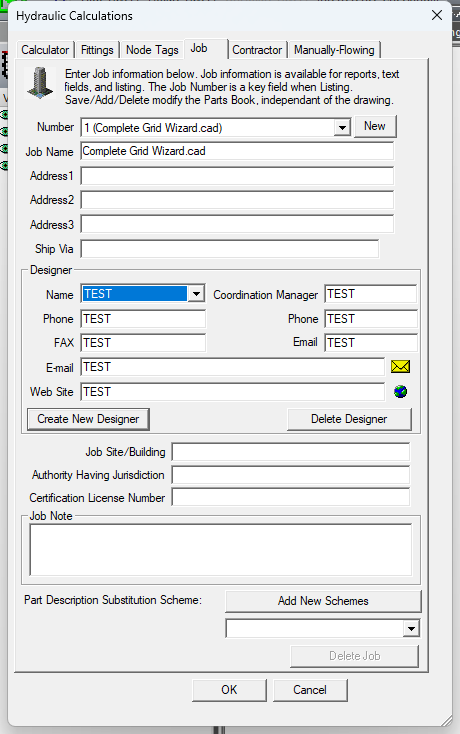 Hydraulic Calculations
Calculator Fittings Node Tags Job Contractor Manually-Flowing
Enter Job information below. Job information is available for reports, text
fields, and listing. The Job Number is a key field when Listing.
Save/Add/Delete modify the Parts Book, independant of the drawing.
Number 1 (Complete Grid Wizard.cad) New
Job Name Complete Grid Wizard.cad
Address1
Address2
Address3
Ship Via
Designer
Name TEST Coordination Manager TEST
Phone TEST Phone TEST
FAX TEST Email TEST
E-mail TEST
Web Site TEST
Create New Designer Delete Designer
Job Site/Building
Authority Having Jurisdiction
Certification License Number
Job Note
Part Description Substitution Scheme: Add New Schemes
Delete Job
OK Cancel